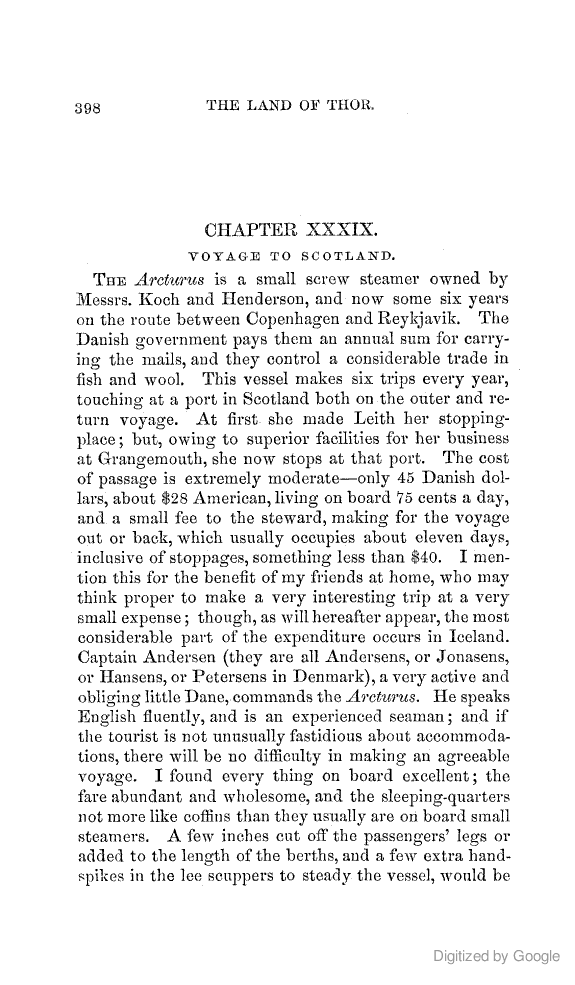 398 THE LAND OF THOR.
CHAPTER XXXIX.
VOYAGE TO SCOTLAND.
THE Arcturus is a small screw steamer owned by
Messrs. Koch and Henderson, and now some six years
on the route between Copenhagen and Reykjavik. The
Danish government pays them an annual sum for carry-
ing the mails, and they control a considerable trade in
fish and wool. This vessel makes six trips every year,
touching at a port in Scotland both on the outer and re-
turn voyage. At first she made Leith her stopping-
place; but, owing to superior facilities for her business
at Grangemouth, she now stops at that port. The cost
of passage is extremely moderate—only 45 Danish dol-
lars, about $28 American, living on board 75 cents a day,
and a small fee to the steward, making for the voyage
out or back, which usually occupies about eleven days,
inclusive of stoppages, something less than $40. I men-
tion this for the benefit of my friends at home, who may
think proper to make a very interesting trip at a very
small expense; though, as will hereafter appear, the most
considerable part of the expenditure occurs in Iceland.
Captain Andersen (they are all Andersens, or Jonasens,
or Hansens, or Petersens in Denmark), a very active and
obliging little Dane, commands the Arcturus. He speaks
English fluently, and is an experienced seaman; and if
the tourist is not unusually fastidious about accommoda-
tions, there will be no difficulty in making an agreeable
voyage. I found every thing on board excellent; the
fare abundant and wholesome, and the sleeping-quarters
not more like coffins than they usually are on board small
steamers. A few inches cut off the passengers' legs or
added to the length of the berths, and a few extra hand-
spikes in the lee scuppers to steady the vessel, would be
Digitized by Google